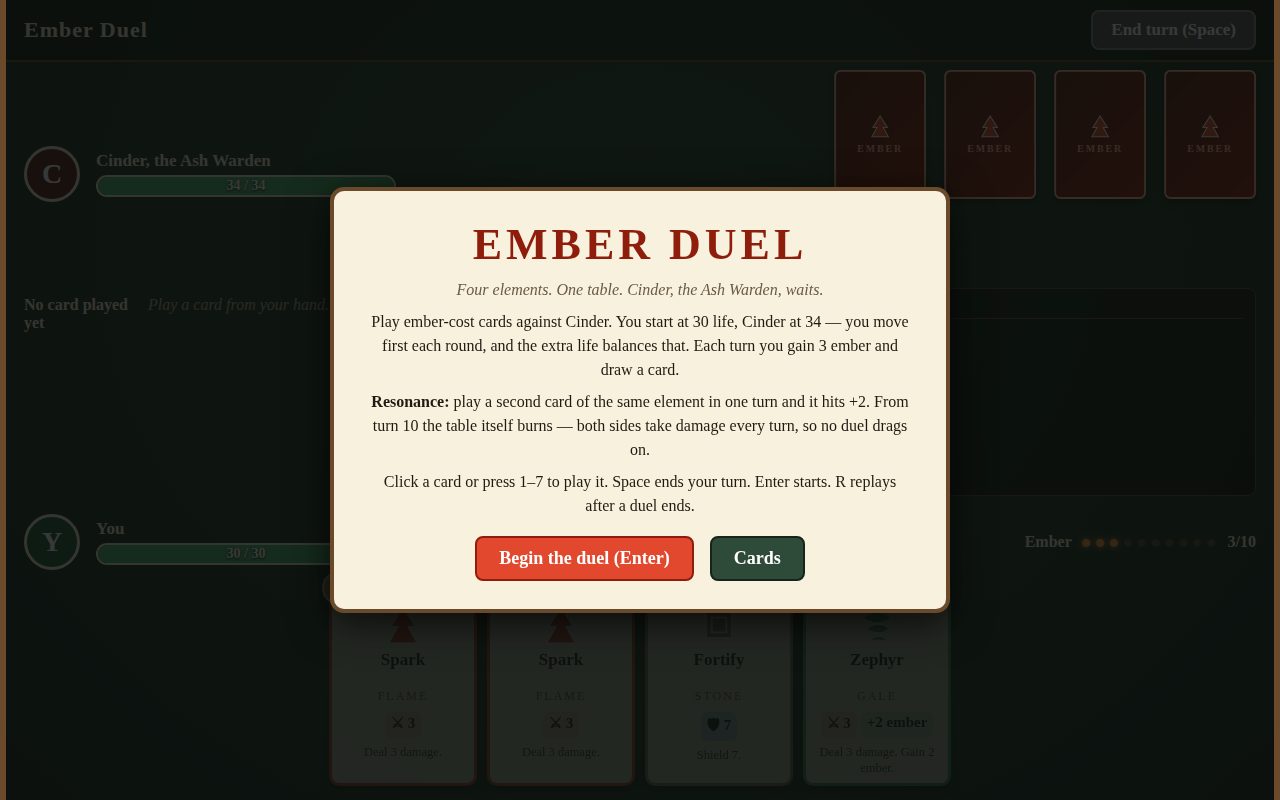 Ember Duel
End turn (Space)
EMBER
EMBER
EMBER
EMBER
C
Cinder, the Ash Warden
34 / 34
No card played
yet
Play a card from your hand.
EMBER DUEL
Four elements. One table. Cinder, the Ash Warden, waits.
Play ember-cost cards against Cinder. You start at 30 life, Cinder at 34 — you move
first each round, and the extra life balances that. Each turn you gain 3 ember and
draw a card.
Resonance: play a second card of the same element in one turn and it hits +2. From
turn 10 the table itself burns — both sides take damage every turn, so no duel drags
on.
Click a card or press 1–7 to play it. Space ends your turn. Enter starts. R replays
after a duel ends.
Begin the duel (Enter)
Cards
Y
You
30 / 30
Ember
3/10
Spark
FLAME
⚔ 3
Deal 3 damage.
Spark
FLAME
⚔ 3
Deal 3 damage.
Fortify
STONE
🛡 7
Shield 7.
Zephyr
GALE
⚔ 3 +2 ember
Deal 3 damage. Gain 2
ember.